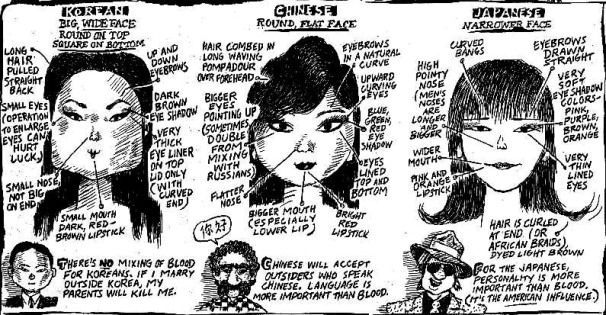 KOREAN
BIG, WIDE FACE
ROUND ON TOP
SQUARE ON BOTTOM
LONG
HAIR
PULLED
STRAIGHT
BACK
SMALL EYES
(OPERATION
TO ENLARGE
EYES CAN
HURT
LUCK)
SMALL NOSE,
NOT BIG
ON END
UP AND
DOWN
EYEBROWS
DARK
BROWN
EYE SHADOW
VERY
THICK
EYE LINER
ON TOP
LID ONLY
(WITH
CURVED
END)
SMALL MOUTH
DARK, RED-
BROWN LIPSTICK
THERE'S NO MIXING OF BLOOD
FOR KOREANS. IF I MARRY
OUTSIDE KOREA, MY
PARENTS WILL KILL ME.
CHINESE
ROUND, FLAT FACE
HAIR COMBED IN
LONG WAVING
POMPADOUR
OVER FOREHEAD
BIGGER
EYES
POINTING UP
(SOMETIMES
DOUBLE
FROM
MIXING
WITH
RUSSIANS)
FLATTER
NOSE
EYEBROWS
IN A NATURAL
CURVE
UPWARD
CURVING
EYES
BLUE,
GREEN,
RED
EYE
SHADOW
EYES
LINED
TOP AND
BOTTOM
BIGGER MOUTH
(ESPECIALLY
LOWER LIP)
BRIGHT
RED
LIPSTICK
CHINESE WILL ACCEPT
OUTSIDERS WHO SPEAK
CHINESE. LANGUAGE IS
MORE IMPORTANT THAN BLOOD.
JAPANESE
NARROWER FACE
CURVED
BANGS
HIGH
POINTY
NOSE
(MEN'S
NOSES
ARE
LONGER
AND
BIGGER)
WIDER
MOUTH
PINK AND
ORANGE
LIPSTICK
EYEBROWS
DRAWN
STRAIGHT
VERY
SOFT
EYE SHADOW
COLORS-
PINK,
PURPLE,
BROWN,
ORANGE
VERY
THIN
LINED
EYES
HAIR IS CURLED
AT END (OR
AFRICAN BRAIDS),
DYED LIGHT BROWN
FOR THE JAPANESE,
PERSONALITY IS MORE
IMPORTANT THAN BLOOD.
(IT'S THE AMERICAN INFLUENCE.)